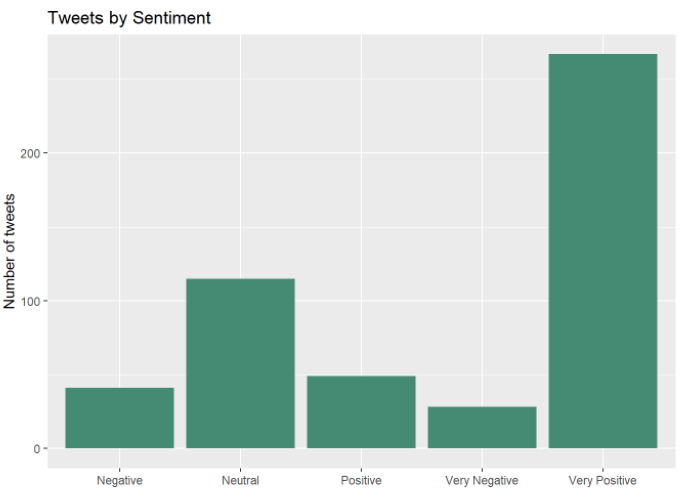 Tweets by Sentiment
Number of tweets
200
100
0
Negative Neutral Positive Very Negative Very Positive